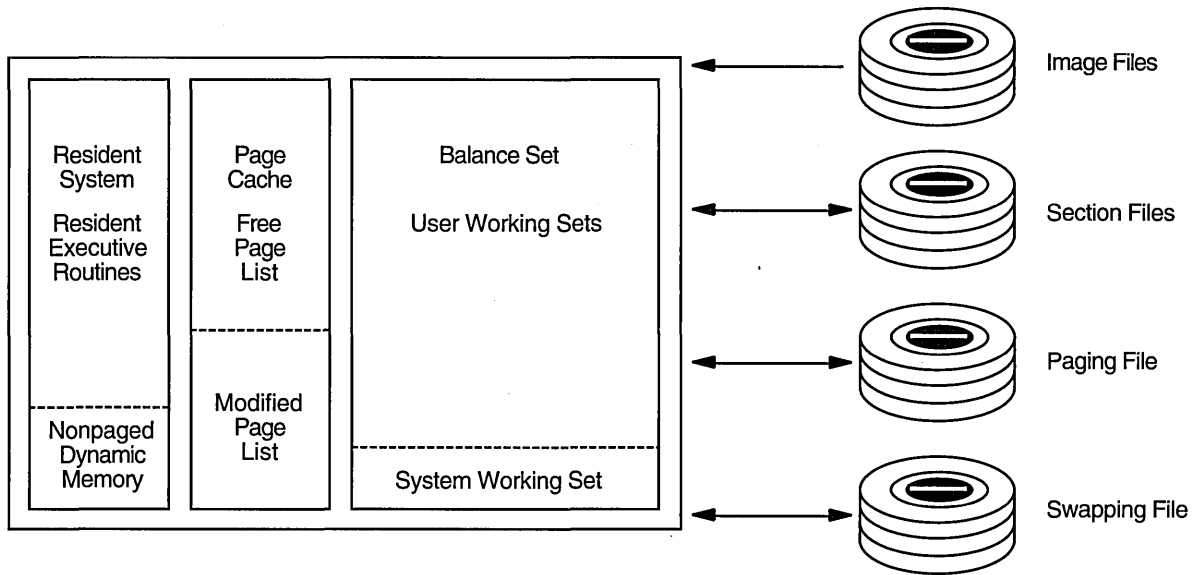 Resident
System
Resident
Executive
Routines
Nonpaged
Dynamic
Memory
Page
Cache
Free
Page
List
Modified
Page
List
Balance Set
User Working Sets
System Working Set
Image Files
Section Files
Paging File
Swapping File